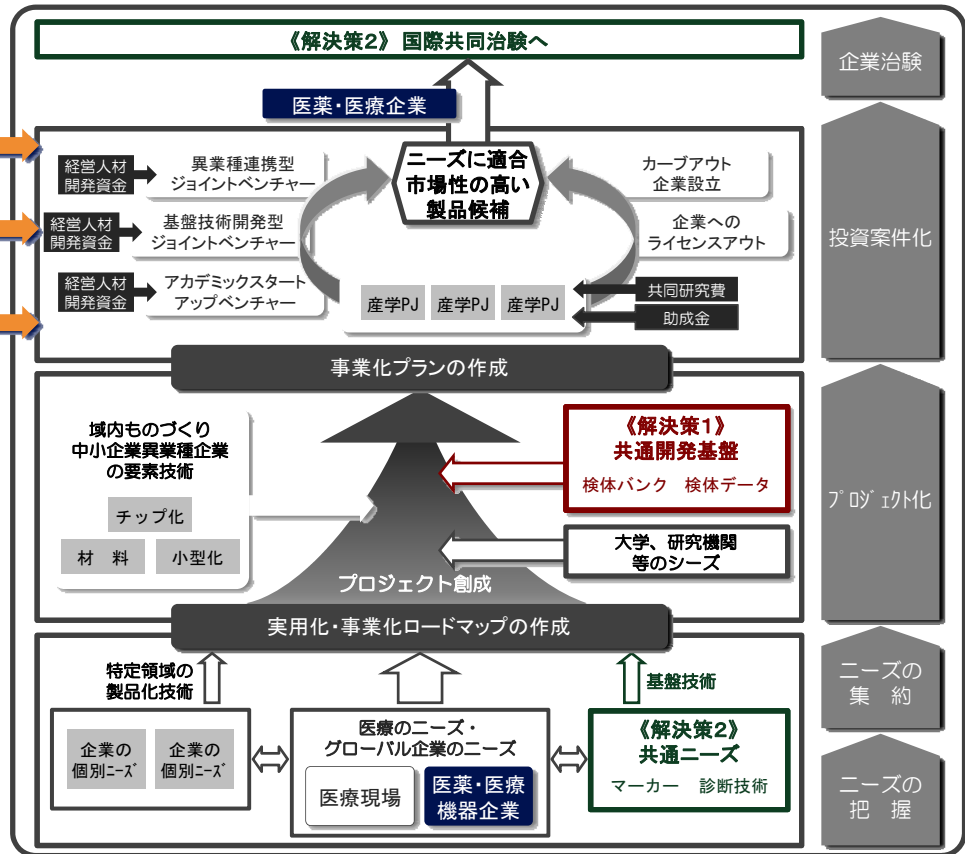 《解決策2》 国際共同治験へ
企業治験
医薬・医療企業
ニーズに適合
市場性の高い
製品候補
経営人材
開発資金
異業種連携型
ジョイントベンチャー
カーブアウト
企業設立
経営人材
開発資金
基盤技術開発型
ジョイントベンチャー
企業への
ライセンスアウト
投資案件化
経営人材
開発資金
アカデミックスタート
アップベンチャー
産学PJ
産学PJ
産学PJ
共同研究費
助成金
事業化プランの作成
域内ものづくり
中小企業異業種企業
の要素技術
チップ化
材 料
小型化
《解決策1》
共通開発基盤
検体バンク 検体データ
プロジェクト化
大学、研究機関
等のシーズ
プロジェクト創成
実用化・事業化ロードマップの作成
特定領域の
製品化技術
基盤技術
ニーズの
集 約
企業の
個別ニーズ
企業の
個別ニーズ
医療のニーズ・
グローバル企業のニーズ
医療現場
医薬・医療
機器企業
《解決策2》
共通ニーズ
マーカー 診断技術
ニーズの
把 握